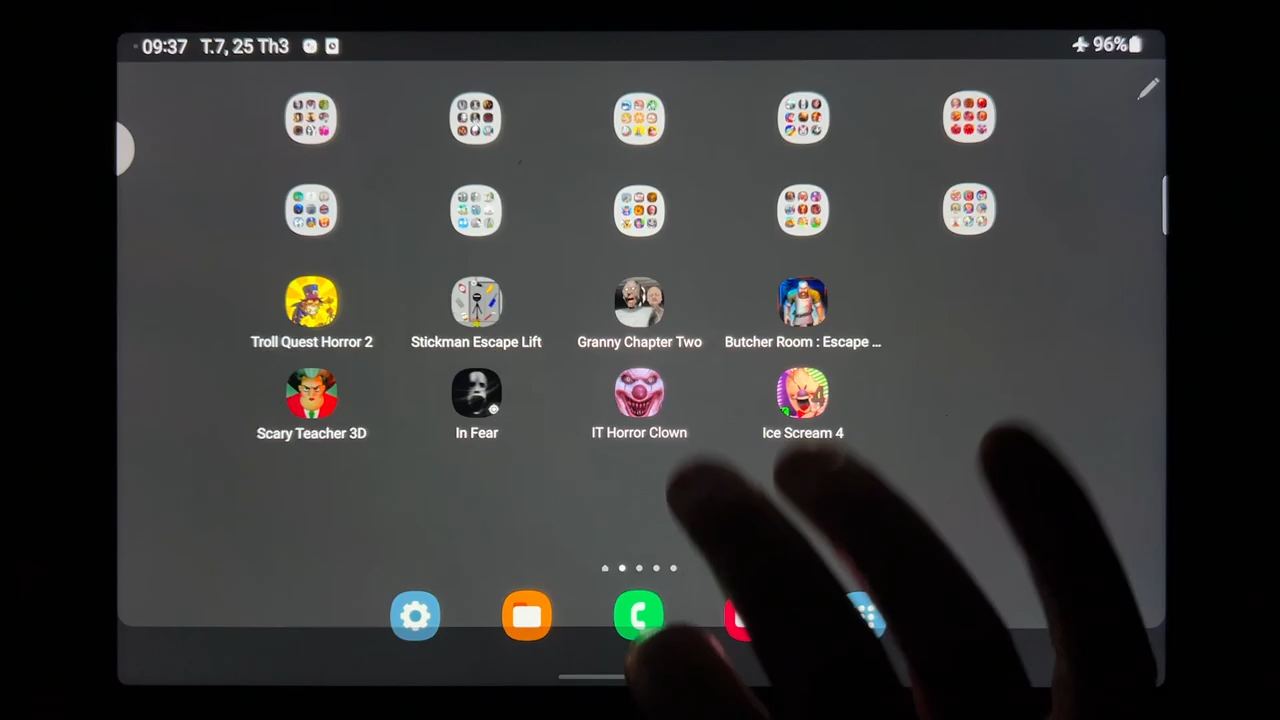 09:37 T.7, 25 Th3 96%
Troll Quest Horror 2 Stickman Escape Lift Granny Chapter Two Butcher Room : Escape ...
Scary Teacher 3D In Fear IT Horror Clown Ice Scream 4